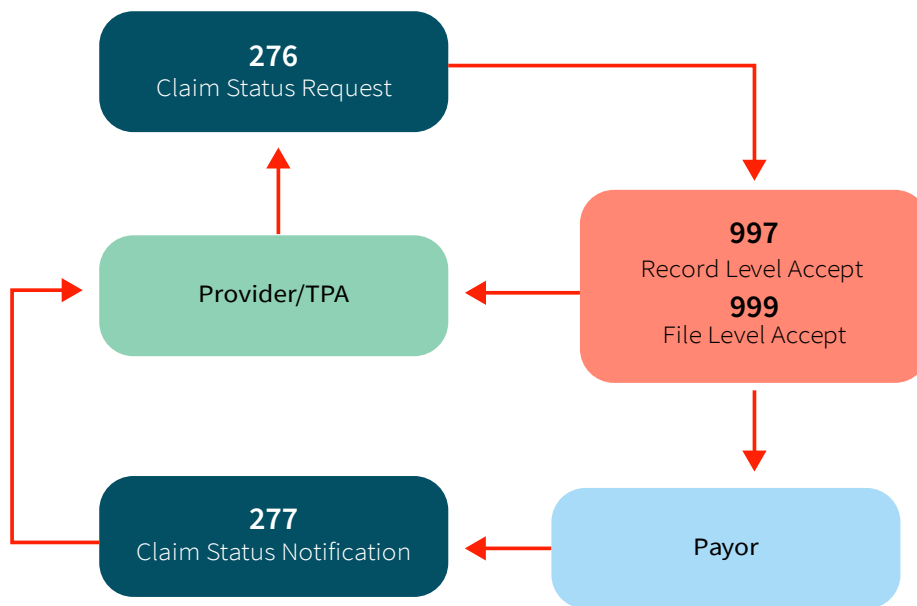 276
Claim Status Request
997
Record Level Accept
999
File Level Accept
Provider/TPA
277
Claim Status Notification
Payor